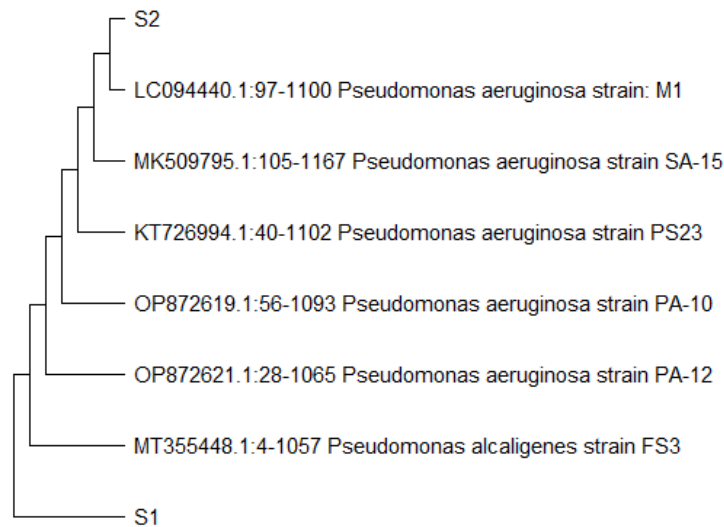 S2
LC094440.1:97-1100 Pseudomonas aeruginosa strain: M1
MK509795.1:105-1167 Pseudomonas aeruginosa strain SA-15
KT726994.1:40-1102 Pseudomonas aeruginosa strain PS23
OP872619.1:56-1093 Pseudomonas aeruginosa strain PA-10
OP872621.1:28-1065 Pseudomonas aeruginosa strain PA-12
MT355448.1:4-1057 Pseudomonas alcaligenes strain FS3
S1